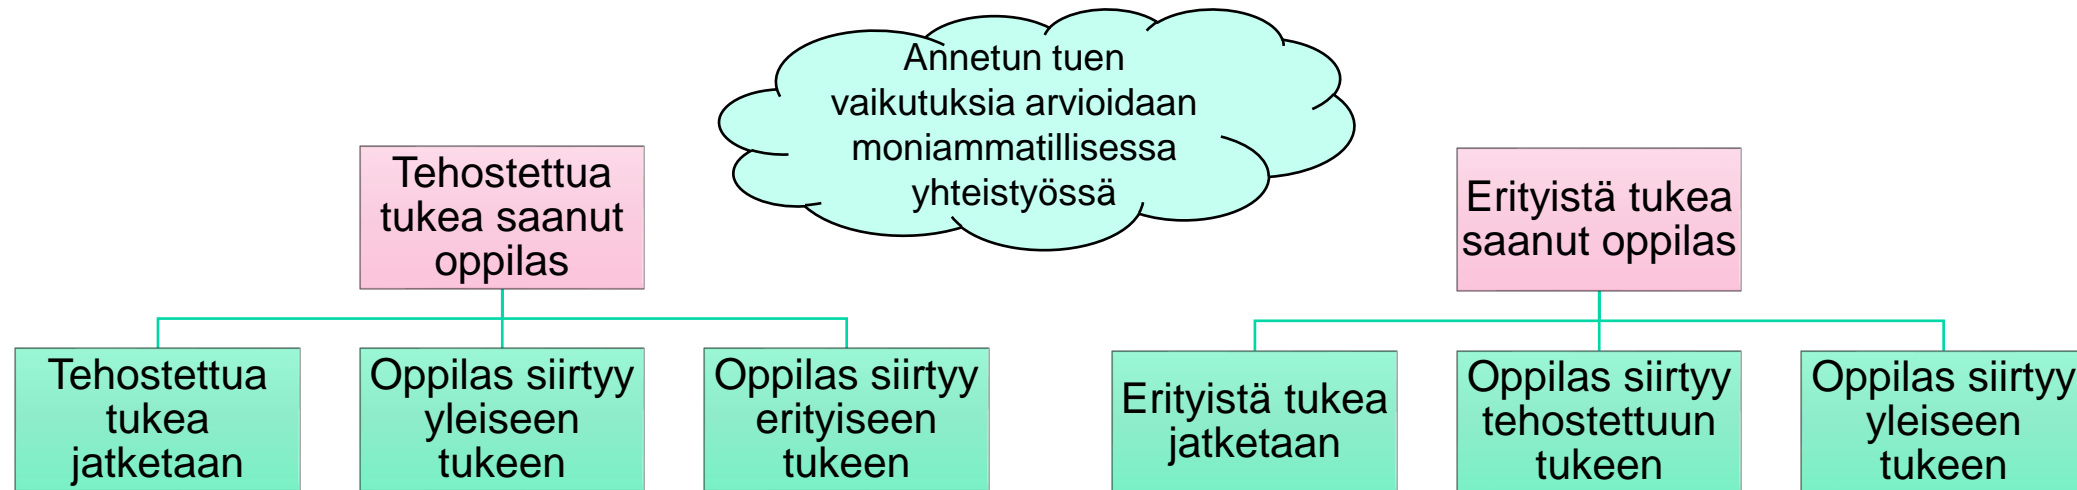 Annetun tuen
vaikutuksia arvioidaan
moniammatillisessa
yhteistyössä
Tehostettua
tukea saanut
oppilas
Erityistä tukea
saanut oppilas
Tehostettua
tukea
jatketaan
Oppilas siirtyy
yleiseen
tukeen
Oppilas siirtyy
erityiseen
tukeen
Erityistä tukea
jatketaan
Oppilas siirtyy
tehostettuun
tukeen
Oppilas siirtyy
yleiseen
tukeen